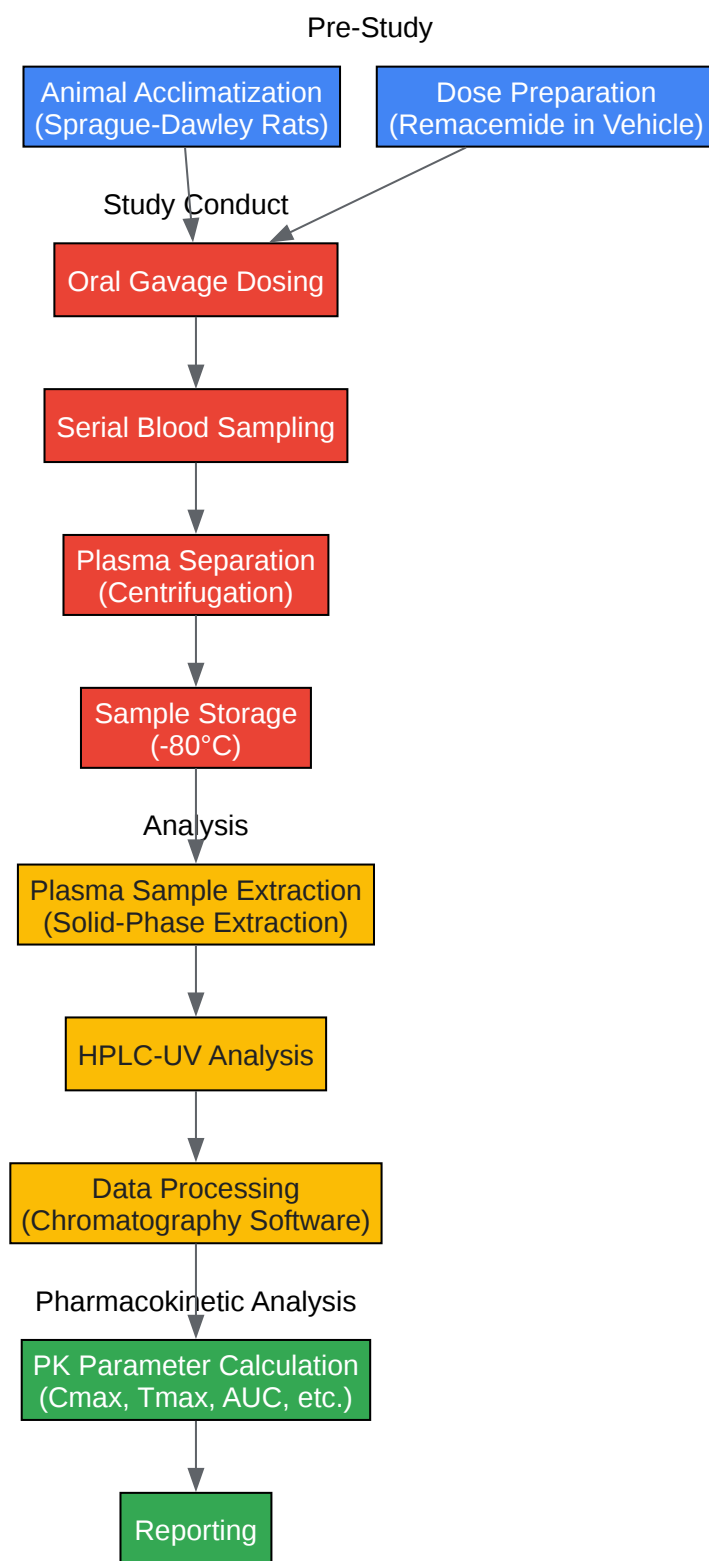 Pre-Study
Animal Acclimatization
(Sprague-Dawley Rats)
Dose Preparation
(Remacemide in Vehicle)
Study Conduct
Oral Gavage Dosing
Serial Blood Sampling
Plasma Separation
(Centrifugation)
Sample Storage
(-80°C)
Analysis
Plasma Sample Extraction
(Solid-Phase Extraction)
HPLC-UV Analysis
Data Processing
(Chromatography Software)
Pharmacokinetic Analysis
PK Parameter Calculation
(Cmax, Tmax, AUC, etc.)
Reporting